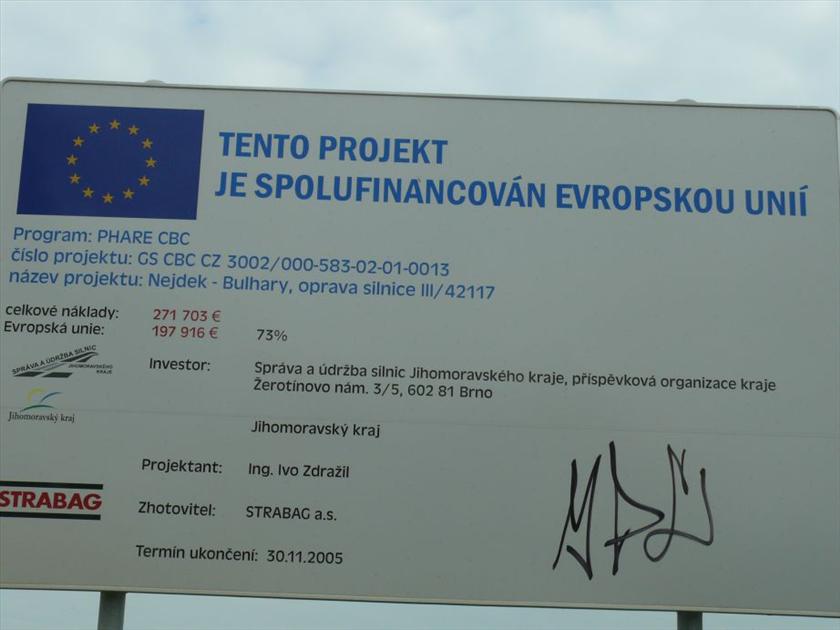 TENTO PROJEKT
JE SPOLUFINANCOVÁN EVROPSKOU UNIÍ
Program: PHARE CBC
číslo projektu: GS CBC CZ 3002/000-583-02-01-0013
název projektu: Nejdek - Bulhary, oprava silnice III/42117
celkové náklady: 271 703 €
Evropská unie: 197 916 € 73%
SPRÁVA A ÚDRŽBA SILNIC
JIHOMORAVSKÉHO
KRAJE
Investor: Správa a údržba silnic Jihomoravského kraje, příspěvková organizace kraje
Žerotínovo nám. 3/5, 602 81 Brno
Jihomoravský kraj
Jihomoravský kraj
Projektant: Ing. Ivo Zdražil
STRABAG
Zhotovitel: STRABAG a.s.
Termín ukončení: 30.11.2005